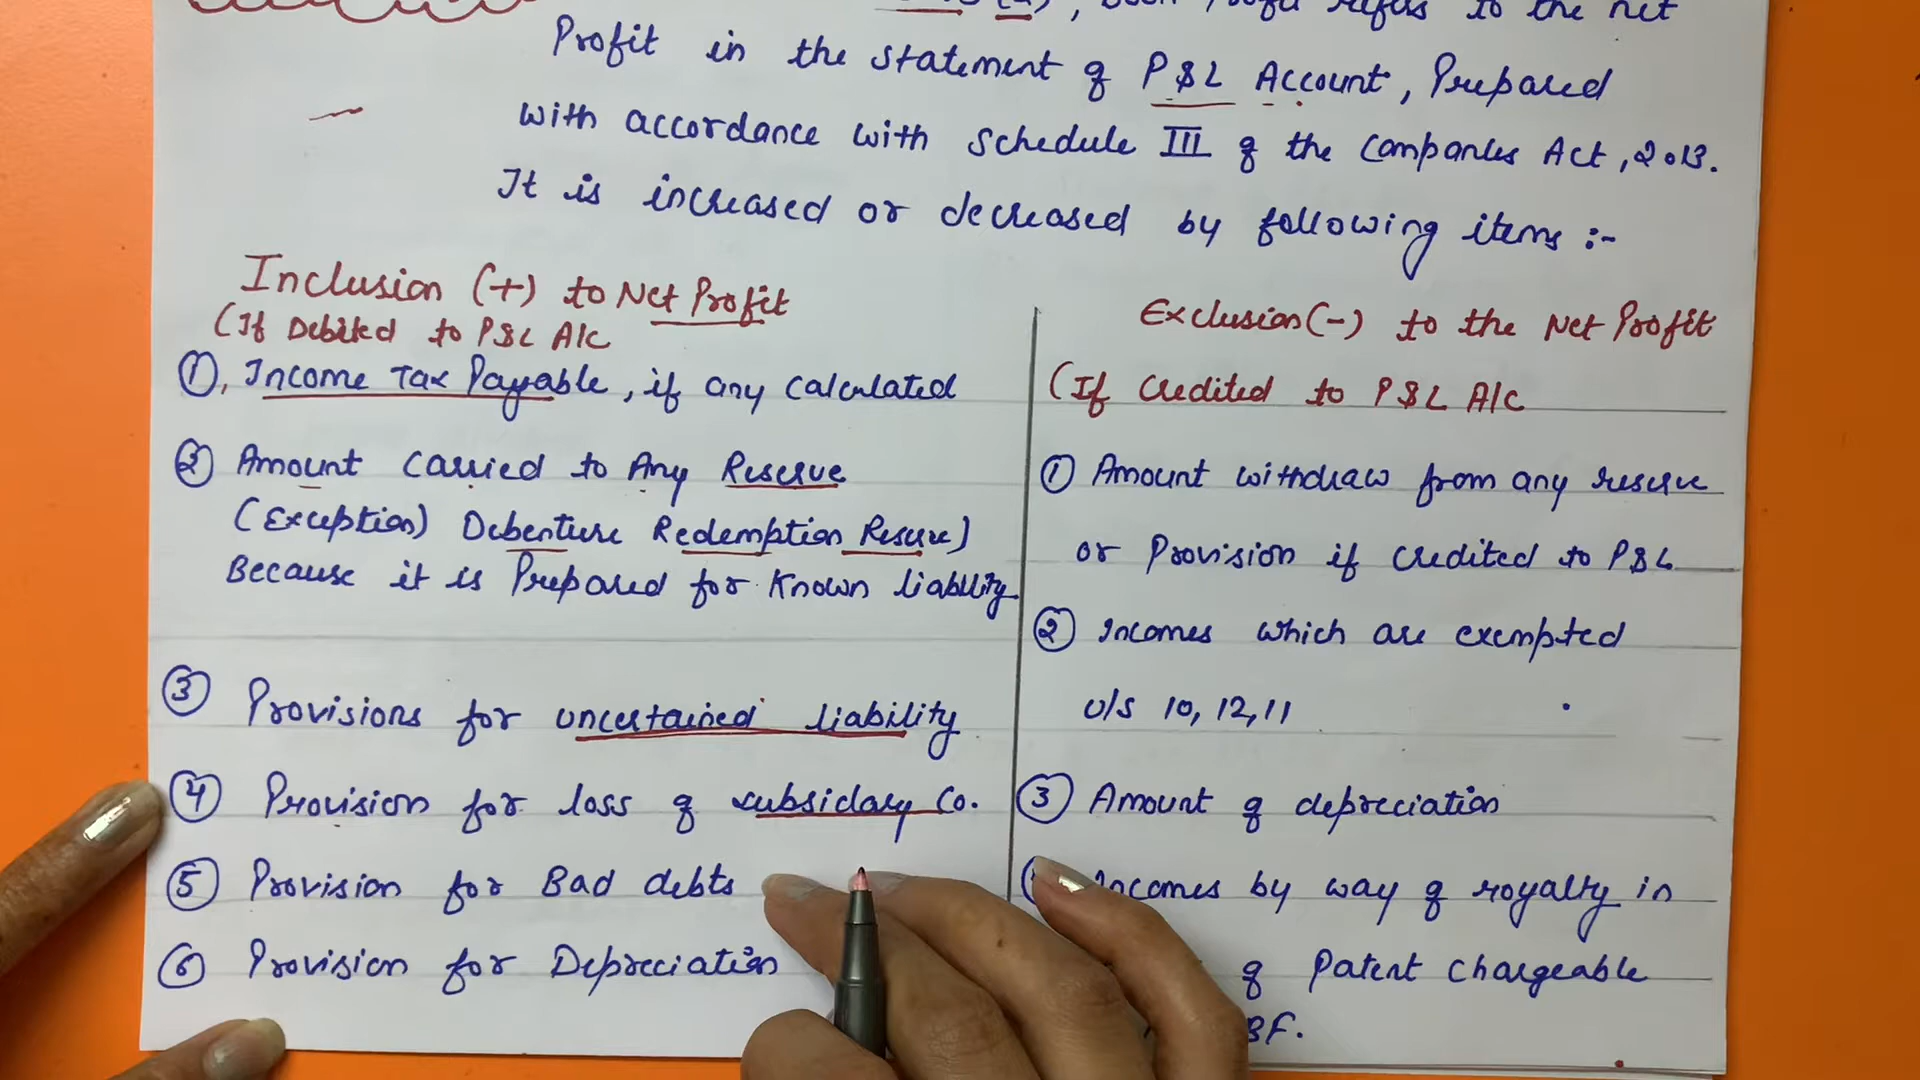 Profit refers to the net
Profit in the Statement of P&L Account, Prepared
with accordance with Schedule III of the Companies Act, 2013.
It is increased or decreased by following items :-
Inclusion (+) to Net Profit
(If Debited to P&L A/c
①, Income Tax Payable, if any calculated
② Amount carried to Any Reserve
(Exception) Debenture Redemption Reserve)
Because it is Prepared for Known liability
③ Provisions for uncertained liability
④ Provision for loss of subsidary Co.
⑤ Provision for Bad debts
⑥ Provision for Depreciation
Exclusion(-) to the Net Profit
(If Credited to P&L A/c
① Amount withdraw from any reserve
or Provision if credited to P&L
② Incomes which are exempted
u/s 10, 12, 11
③ Amount of depreciation
Incomes by way of royalty in
of Patent Chargeable
BF.